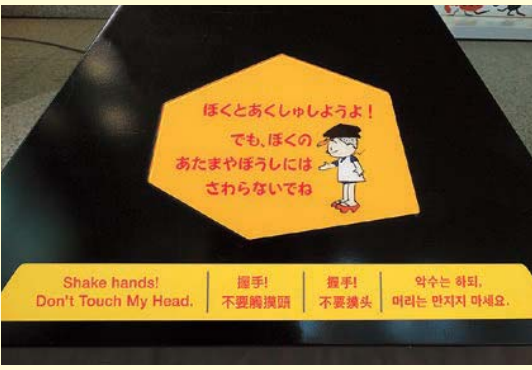 ぼくとあくしゅしようよ！
でも、ぼくの
あたまやぼうしには
さわらないでね
Shake hands!
Don't Touch My Head.
握手!
不要觸摸頭
握手!
不要摸头
악수는 하되,
머리는 만지지 마세요.